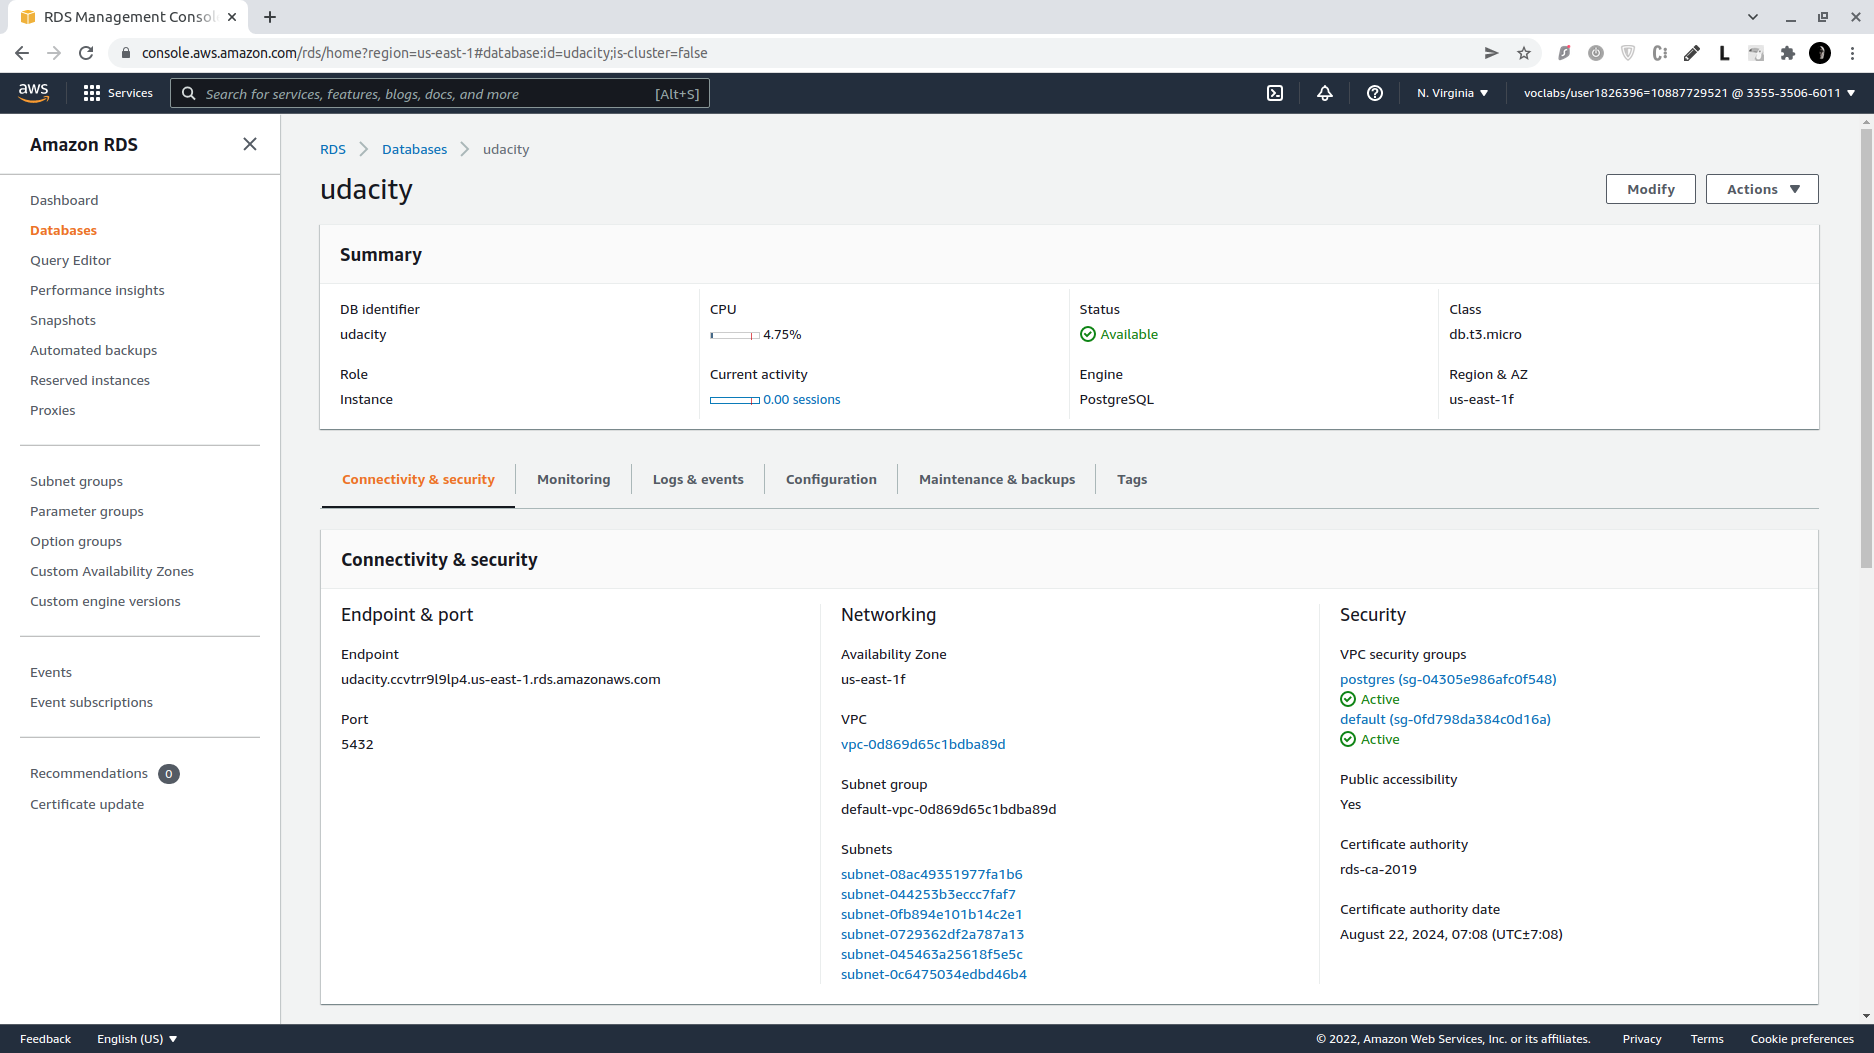 RDS Management Consol
console.aws.amazon.com/rds/home?region=us-east-1#database:id=udacity;is-cluster=false
aws
Services
Search for services, features, blogs, docs, and more
[Alt+S]
N. Virginia
voclabs/user1826396=10887729521 @ 3355-3506-6011
Amazon RDS
Dashboard
Databases
Query Editor
Performance insights
Snapshots
Automated backups
Reserved instances
Proxies
Subnet groups
Parameter groups
Option groups
Custom Availability Zones
Custom engine versions
Events
Event subscriptions
Recommendations 0
Certificate update
RDS
Databases
udacity
udacity
Modify
Actions
Summary
DB identifier
udacity
CPU
4.75%
Status
Available
Class
db.t3.micro
Role
Instance
Current activity
0.00 sessions
Engine
PostgreSQL
Region & AZ
us-east-1f
Connectivity & security
Monitoring
Logs & events
Configuration
Maintenance & backups
Tags
Connectivity & security
Endpoint & port
Endpoint
udacity.ccvtrr9l9lp4.us-east-1.rds.amazonaws.com
Port
5432
Networking
Availability Zone
us-east-1f
VPC
vpc-0d869d65c1bdba89d
Subnet group
default-vpc-0d869d65c1bdba89d
Subnets
subnet-08ac49351977fa1b6
subnet-044253b3eccc7faf7
subnet-0fb894e101b14c2e1
subnet-0729362df2a787a13
subnet-045463a25618f5e5c
subnet-0c6475034edbd46b4
Security
VPC security groups
postgres (sg-04305e986afc0f548)
Active
default (sg-0fd798da384c0d16a)
Active
Public accessibility
Yes
Certificate authority
rds-ca-2019
Certificate authority date
August 22, 2024, 07:08 (UTC±7:08)
Feedback
English (US)
© 2022, Amazon Web Services, Inc. or its affiliates.
Privacy
Terms
Cookie preferences